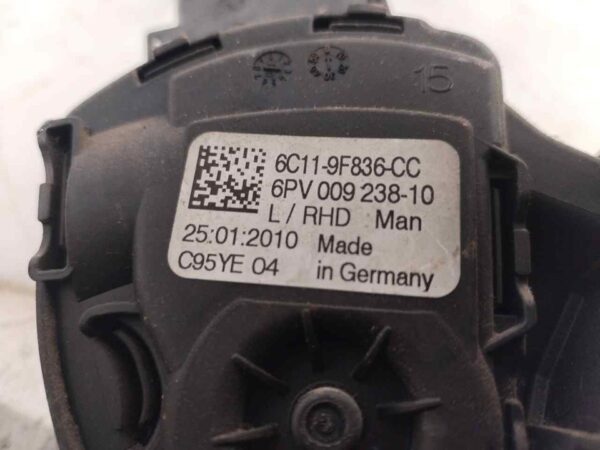 15
6C11-9F836-CC
6PV 009 238-10
L / RHD Man
25:01:2010 Made
C95YE 04 in Germany